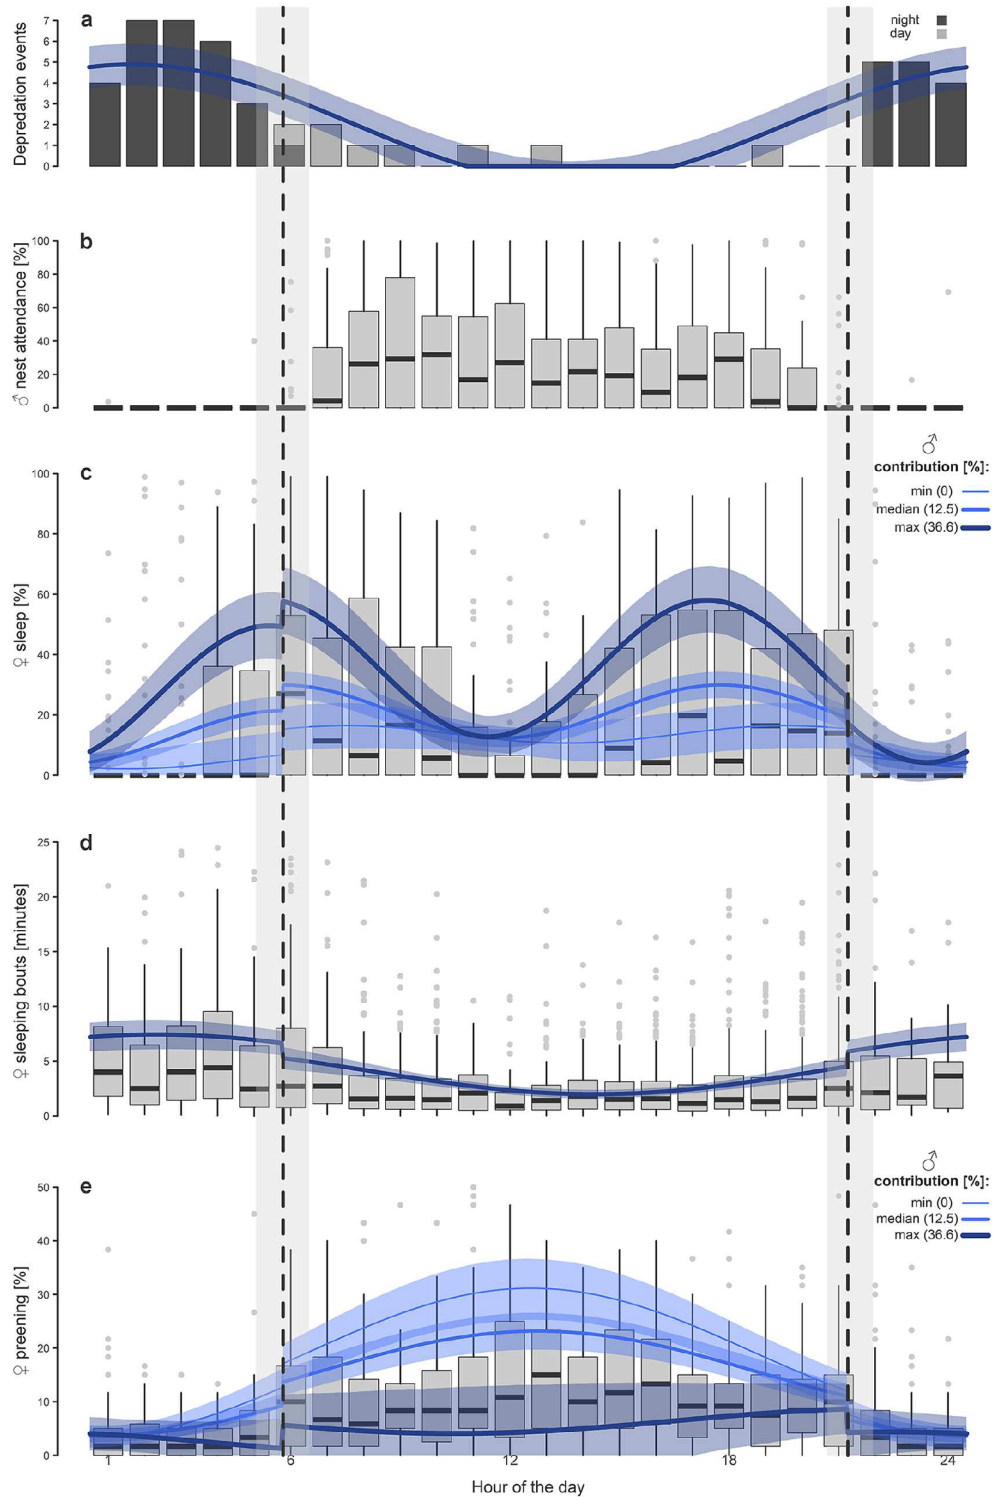 a
night
day
Depredation events
7
6
5
4
3
2
1
0
b
♂ nest attendance [%]
100
80
60
40
20
0
c
♂
contribution [%]:
min (0)
median (12.5)
max (36.6)
♀ sleep [%]
100
80
60
40
20
0
d
♀ sleeping bouts [minutes]
25
20
15
10
5
0
e
♂
contribution [%]:
min (0)
median (12.5)
max (36.6)
♀ preening [%]
50
40
30
20
10
0
1 6 12 18 24
Hour of the day